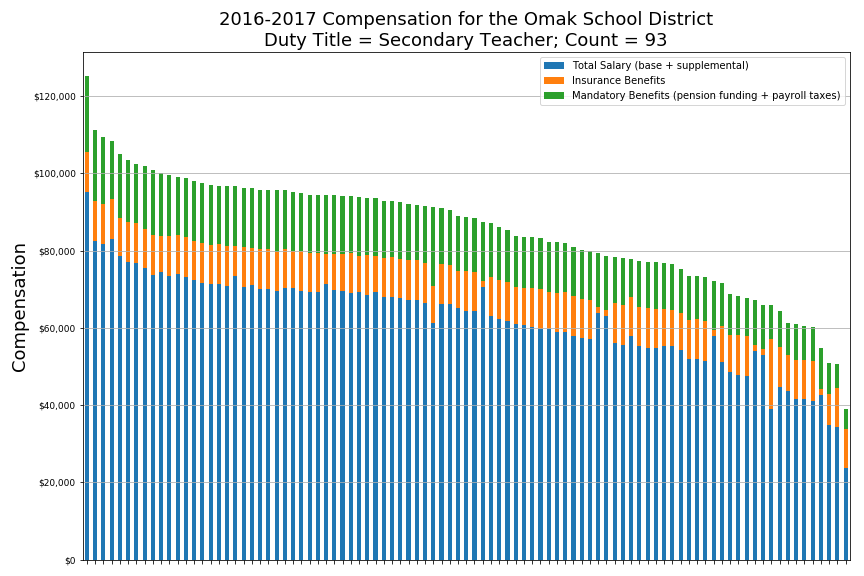 2016-2017 Compensation for the Omak School District
Duty Title = Secondary Teacher; Count = 93
Total Salary (base + supplemental)
Insurance Benefits
Mandatory Benefits (pension funding + payroll taxes)
Compensation
$120,000
$100,000
$80,000
$60,000
$40,000
$20,000
$0